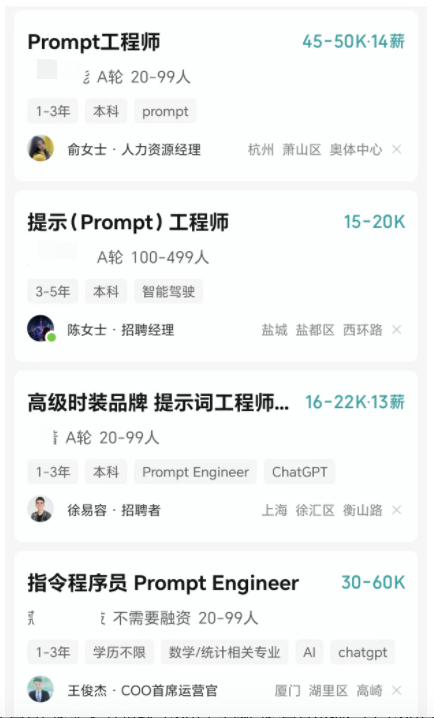 Prompt工程师 45-50K·14薪
A轮 20-99人
1-3年 本科 prompt
俞女士 · 人力资源经理 杭州 萧山区 奥体中心 ×
提示(Prompt)工程师 15-20K
A轮 100-499人
3-5年 本科 智能驾驶
陈女士 · 招聘经理 盐城 盐都区 西环路 ×
高级时装品牌 提示词工程师... 16-22K·13薪
A轮 20-99人
1-3年 本科 Prompt Engineer ChatGPT
徐易容 · 招聘者 上海 徐汇区 衡山路 ×
指令程序员 Prompt Engineer 30-60K
不需要融资 20-99人
1-3年 学历不限 数学/统计相关专业 AI chatgpt
王俊杰 · COO首席运营官 厦门 湖里区 高崎 ×